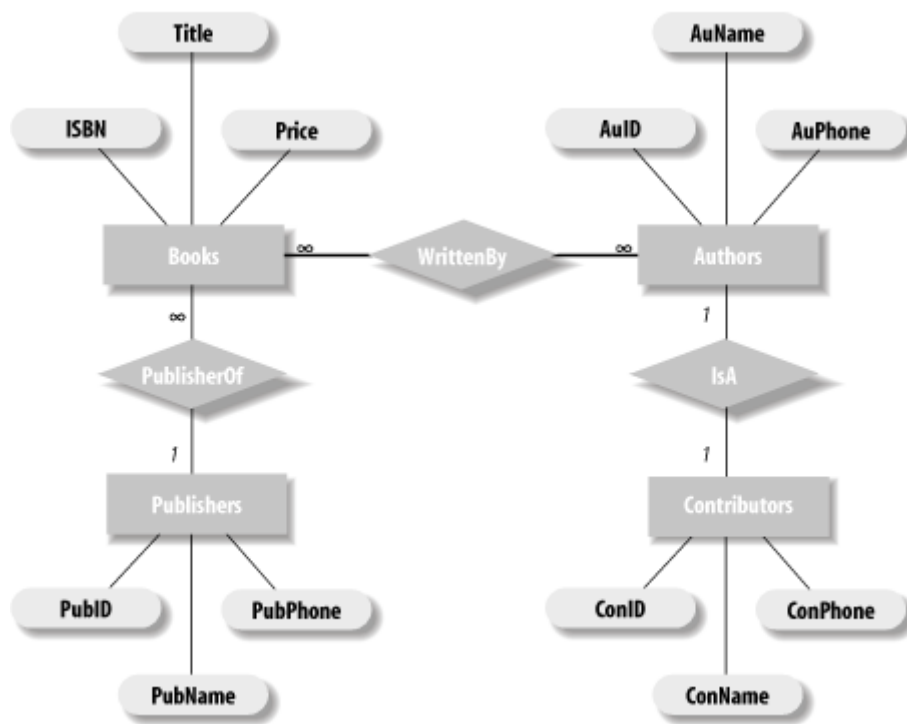 Title
AuName
ISBN
Price
AuID
AuPhone
Books
∞
WrittenBy
∞
Authors
∞
1
PublisherOf
IsA
1
1
Publishers
Contributors
PubID
PubPhone
ConID
ConPhone
PubName
ConName